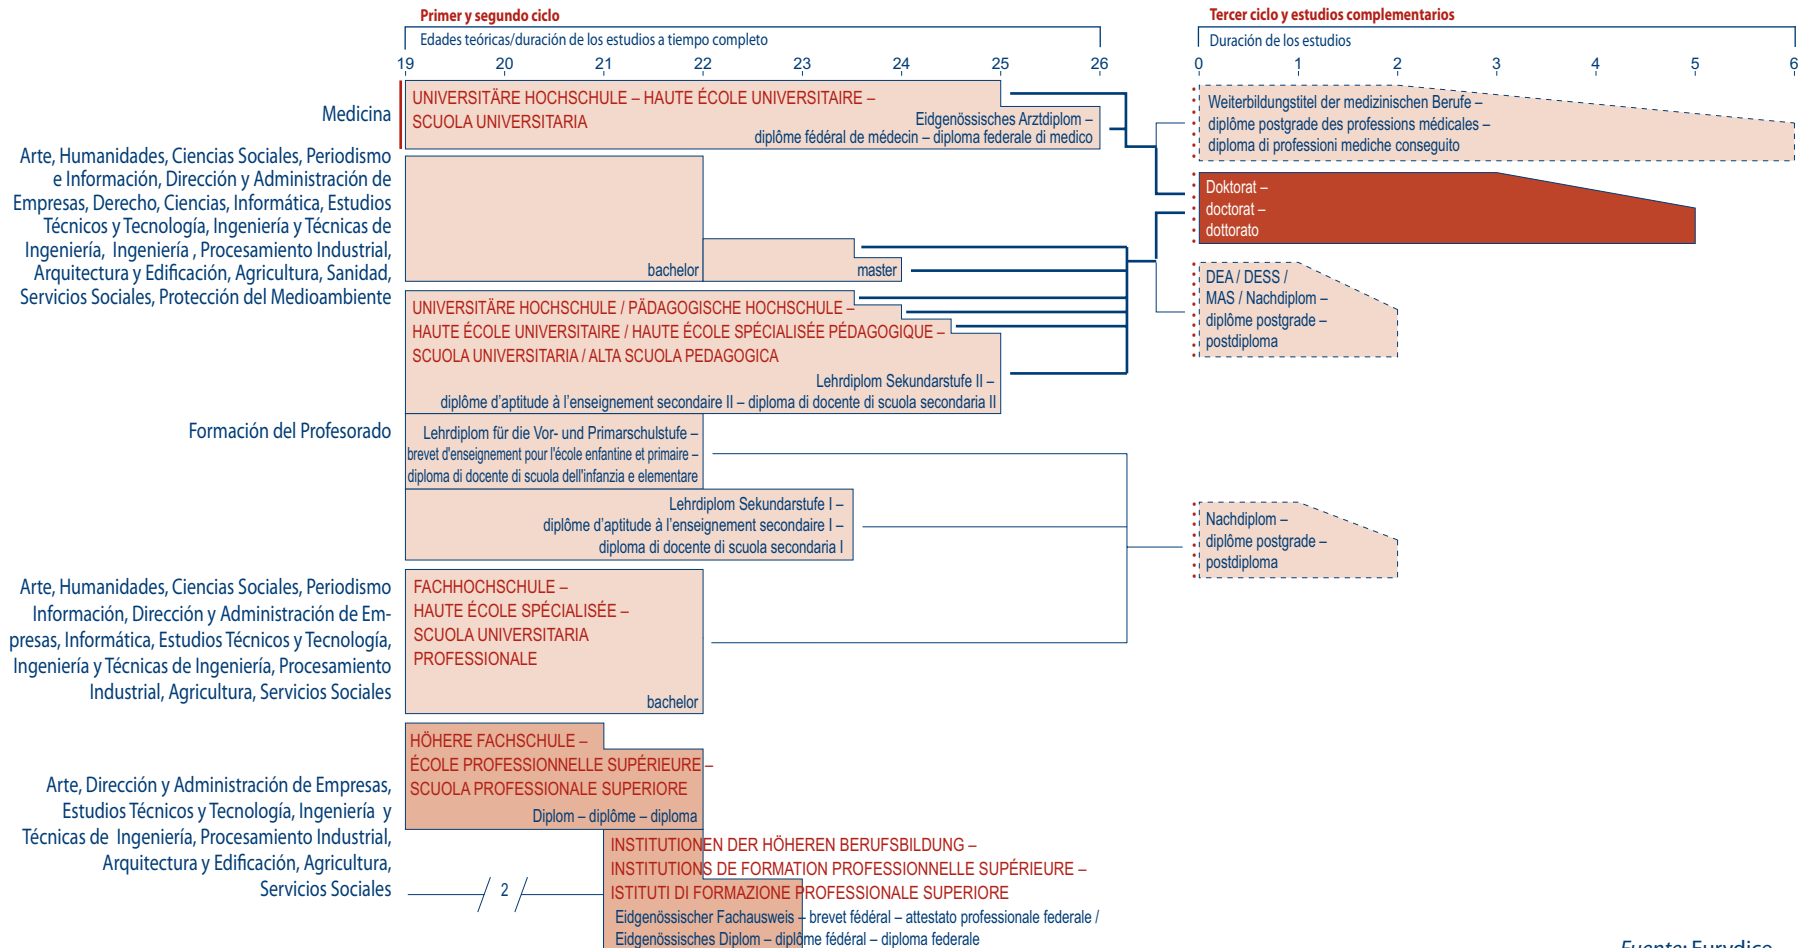 Primer y segundo ciclo
Edades teóricas/duración de los estudios a tiempo completo
19 20 21 22 23 24 25 26
Tercer ciclo y estudios complementarios
Duración de los estudios
0 1 2 3 4 5 6
Medicina
UNIVERSITÄRE HOCHSCHULE – HAUTE ÉCOLE UNIVERSITAIRE –
SCUOLA UNIVERSITARIA
Eidgenössisches Arztdiplom –
diplôme fédéral de médecin – diploma federale di medico
Weiterbildungstitel der medizinischen Berufe –
diplôme postgrade des professions médicales –
diploma di professioni mediche conseguito
Arte, Humanidades, Ciencias Sociales, Periodismo
e Información, Dirección y Administración de
Empresas, Derecho, Ciencias, Informática, Estudios
Técnicos y Tecnología, Ingeniería y Técnicas de
Ingeniería, Ingeniería , Procesamiento Industrial,
Arquitectura y Edificación, Agricultura, Sanidad,
Servicios Sociales, Protección del Medioambiente
bachelor
master
Doktorat –
doctorat –
dottorato
DEA / DESS /
MAS / Nachdiplom –
diplôme postgrade –
postdiploma
UNIVERSITÄRE HOCHSCHULE / PÄDAGOGISCHE HOCHSCHULE –
HAUTE ÉCOLE UNIVERSITAIRE / HAUTE ÉCOLE SPÉCIALISÉE PÉDAGOGIQUE –
SCUOLA UNIVERSITARIA / ALTA SCUOLA PEDAGOGICA
Lehrdiplom Sekundarstufe II –
diplôme d'aptitude à l'enseignement secondaire II – diploma di docente di scuola secondaria II
Formación del Profesorado
Lehrdiplom für die Vor- und Primarschulstufe –
brevet d'enseignement pour l'école enfantine et primaire –
diploma di docente di scuola dell'infanzia e elementare
Lehrdiplom Sekundarstufe I –
diplôme d'aptitude à l'enseignement secondaire I –
diploma di docente di scuola secondaria I
Nachdiplom –
diplôme postgrade –
postdiploma
Arte, Humanidades, Ciencias Sociales, Periodismo
Información, Dirección y Administración de Em-
presas, Informática, Estudios Técnicos y Tecnología,
Ingeniería y Técnicas de Ingeniería, Procesamiento
Industrial, Agricultura, Servicios Sociales
FACHHOCHSCHULE –
HAUTE ÉCOLE SPÉCIALISÉE –
SCUOLA UNIVERSITARIA
PROFESSIONALE
bachelor
Arte, Dirección y Administración de Empresas,
Estudios Técnicos y Tecnología, Ingeniería y
Técnicas de Ingeniería, Procesamiento Industrial,
Arquitectura y Edificación, Agricultura,
Servicios Sociales
HÖHERE FACHSCHULE –
ÉCOLE PROFESSIONNELLE SUPÉRIEURE –
SCUOLA PROFESSIONALE SUPERIORE
Diplom – diplôme – diploma
2
INSTITUTIONEN DER HÖHEREN BERUFSBILDUNG –
INSTITUTIONS DE FORMATION PROFESSIONNELLE SUPÉRIEURE –
ISTITUTI DI FORMAZIONE PROFESSIONALE SUPERIORE
Eidgenössischer Fachausweis – brevet fédéral – attestato professionale federale /
Eidgenössisches Diplom – diplôme fédéral – diploma federale
Fuente: Eurydice